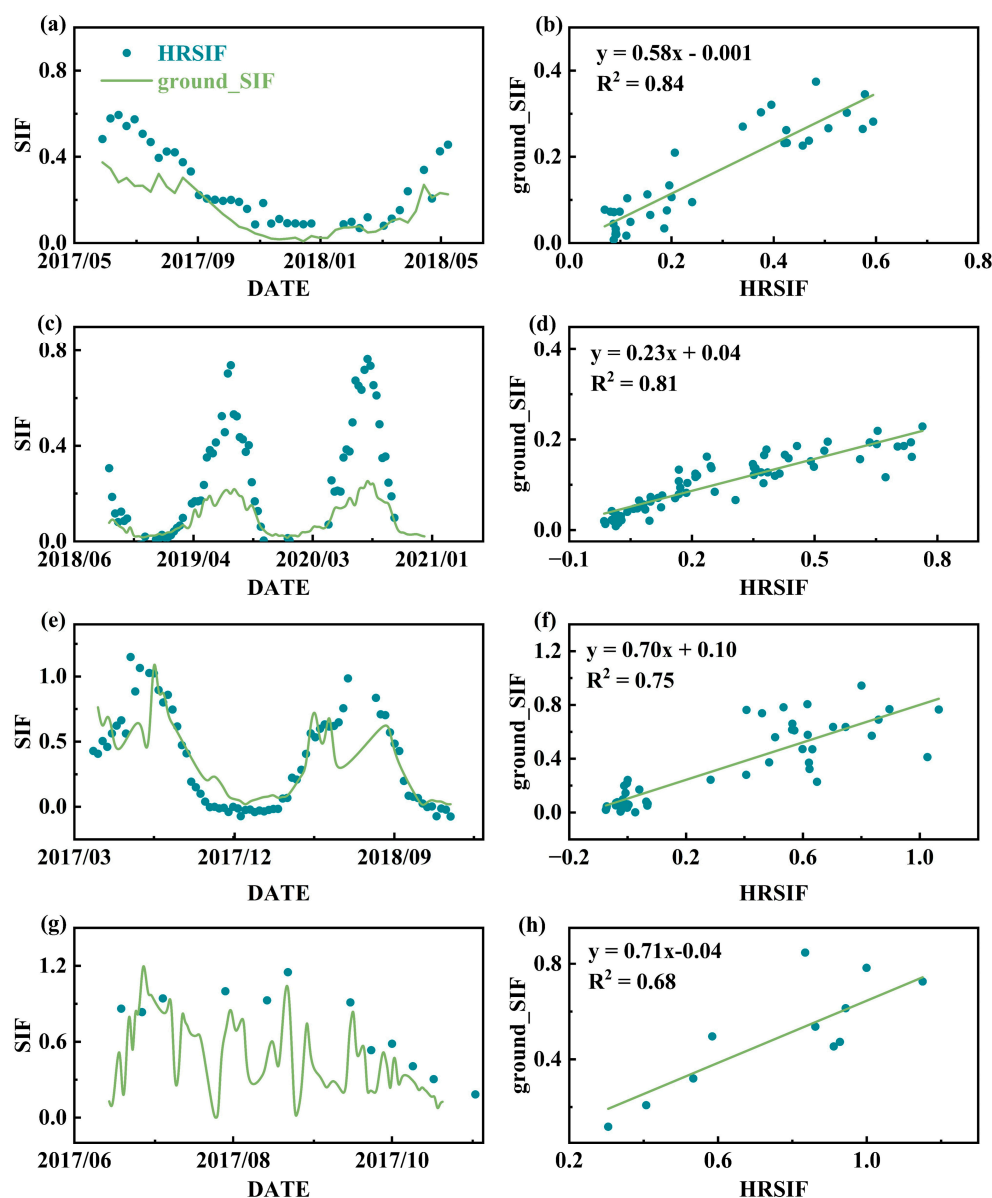 (a)
HRSIF
ground_SIF
SIF
0.8
0.4
0.0
2017/05 2017/09 2018/01 2018/05
DATE
(b)
y = 0.58x - 0.001
R² = 0.84
ground_SIF
0.4
0.2
0.0
0.0 0.2 0.4 0.6 0.8
HRSIF
(c)
SIF
0.8
0.4
0.0
2018/06 2019/04 2020/03 2021/01
DATE
(d)
y = 0.23x + 0.04
R² = 0.81
ground_SIF
0.4
0.2
0.0
−0.1 0.2 0.5 0.8
HRSIF
(e)
SIF
1.0
0.5
0.0
2017/03 2017/12 2018/09
DATE
(f)
y = 0.70x + 0.10
R² = 0.75
ground_SIF
1.2
0.8
0.4
0.0
−0.2 0.2 0.6 1.0
HRSIF
(g)
SIF
1.2
0.6
0.0
2017/06 2017/08 2017/10
DATE
(h)
y = 0.71x-0.04
R² = 0.68
ground_SIF
0.8
0.4
0.2 0.6 1.0
HRSIF